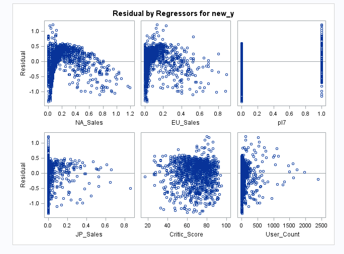 Residual by Regressors for new_y
Residual
1.0
0.5
0.0
-0.5
-1.0
0.0 0.2 0.4 0.6 0.8 1.0 1.2
NA_Sales
0.0 0.2 0.4 0.6 0.8
EU_Sales
0.0 0.2 0.4 0.6 0.8 1.0
pl7
Residual
1.0
0.5
0.0
-0.5
-1.0
0.0 0.2 0.4 0.6 0.8
JP_Sales
20 40 60 80 100
Critic_Score
0 500 1000 1500 2000 2500
User_Count